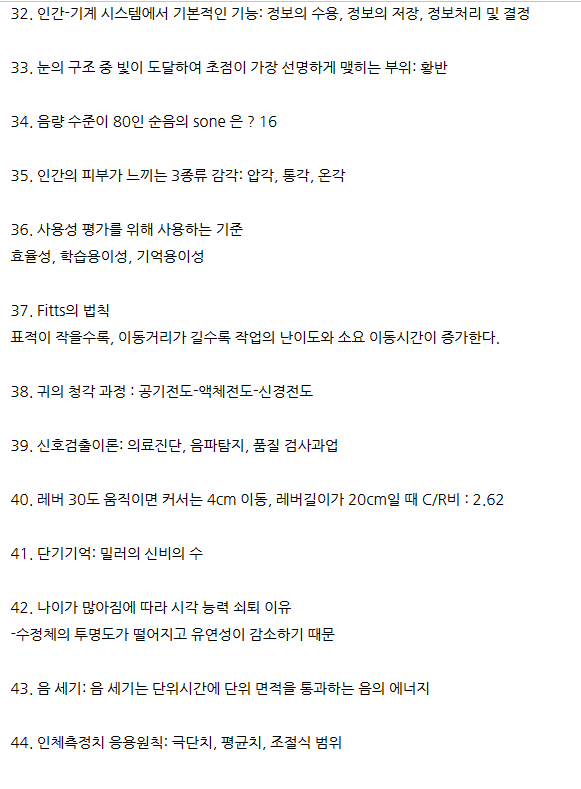 32. 인간-기계 시스템에서 기본적인 기능: 정보의 수용, 정보의 저장, 정보처리 및 결정
33. 눈의 구조 중 빛이 도달하여 초점이 가장 선명하게 맺히는 부위: 황반
34. 음량 수준이 80인 순음의 sone 은 ? 16
35. 인간의 피부가 느끼는 3종류 감각: 압각, 통각, 온각
36. 사용성 평가를 위해 사용하는 기준
효율성, 학습용이성, 기억용이성
37. Fitts의 법칙
표적이 작을수록, 이동거리가 길수록 작업의 난이도와 소요 이동시간이 증가한다.
38. 귀의 청각 과정 : 공기전도-액체전도-신경전도
39. 신호검출이론: 의료진단, 음파탐지, 품질 검사과업
40. 레버 30도 움직이면 커서는 4cm 이동, 레버길이가 20cm일 때 C/R비 : 2.62
41. 단기기억: 밀러의 신비의 수
42. 나이가 많아짐에 따라 시각 능력 쇠퇴 이유
-수정체의 투명도가 떨어지고 유연성이 감소하기 때문
43. 음 세기: 음 세기는 단위시간에 단위 면적을 통과하는 음의 에너지
44. 인체측정치 응용원칙: 극단치, 평균치, 조절식 범위